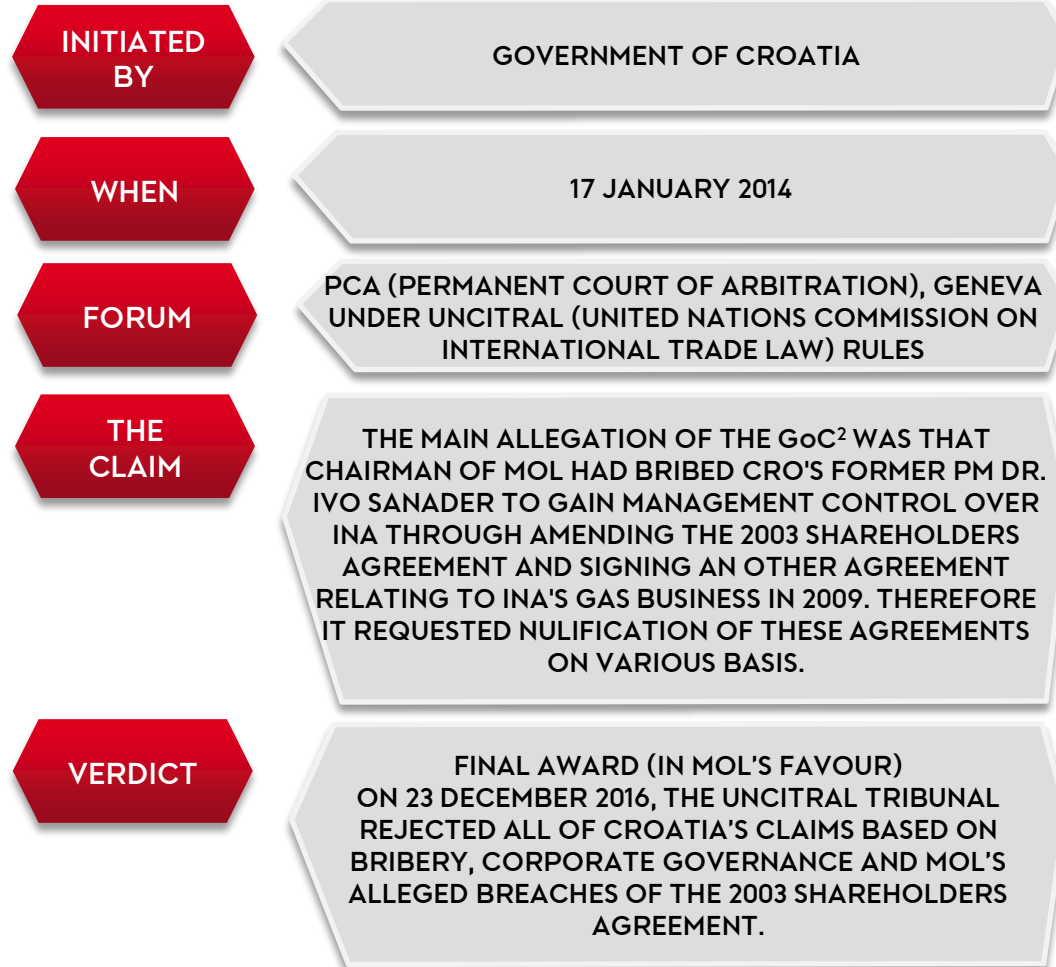 INITIATED
BY
GOVERNMENT OF CROATIA
WHEN
17 JANUARY 2014
FORUM
PCA (PERMANENT COURT OF ARBITRATION), GENEVA
UNDER UNCITRAL (UNITED NATIONS COMMISSION ON
INTERNATIONAL TRADE LAW) RULES
THE
CLAIM
THE MAIN ALLEGATION OF THE GoC² WAS THAT
CHAIRMAN OF MOL HAD BRIBED CRO'S FORMER PM DR.
IVO SANADER TO GAIN MANAGEMENT CONTROL OVER
INA THROUGH AMENDING THE 2003 SHAREHOLDERS
AGREEMENT AND SIGNING AN OTHER AGREEMENT
RELATING TO INA'S GAS BUSINESS IN 2009. THEREFORE
IT REQUESTED NULIFICATION OF THESE AGREEMENTS
ON VARIOUS BASIS.
VERDICT
FINAL AWARD (IN MOL'S FAVOUR)
ON 23 DECEMBER 2016, THE UNCITRAL TRIBUNAL
REJECTED ALL OF CROATIA'S CLAIMS BASED ON
BRIBERY, CORPORATE GOVERNANCE AND MOL'S
ALLEGED BREACHES OF THE 2003 SHAREHOLDERS
AGREEMENT.